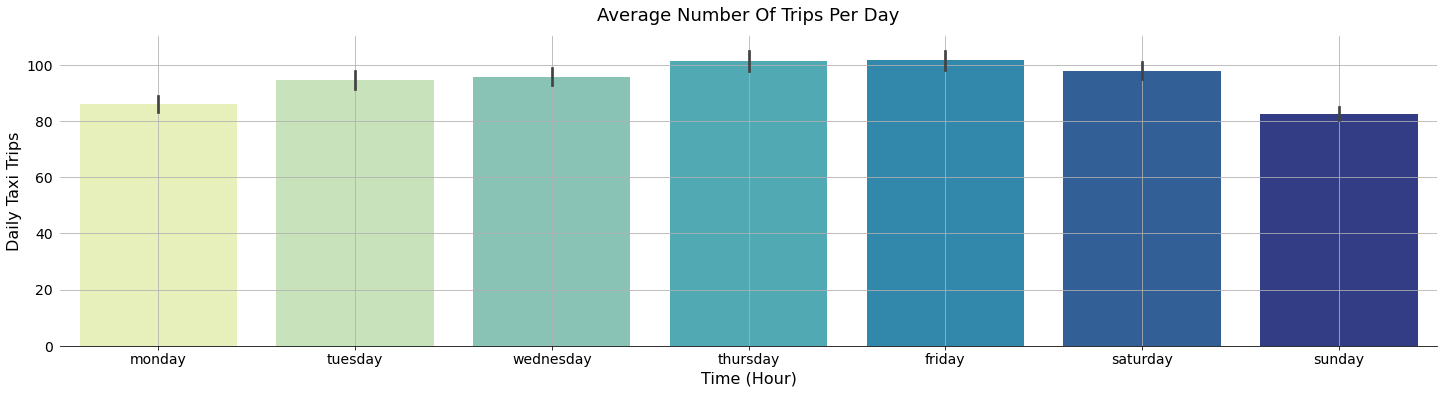 Average Number Of Trips Per Day
Daily Taxi Trips
100
80
60
40
20
0
monday tuesday wednesday thursday friday saturday sunday
Time (Hour)